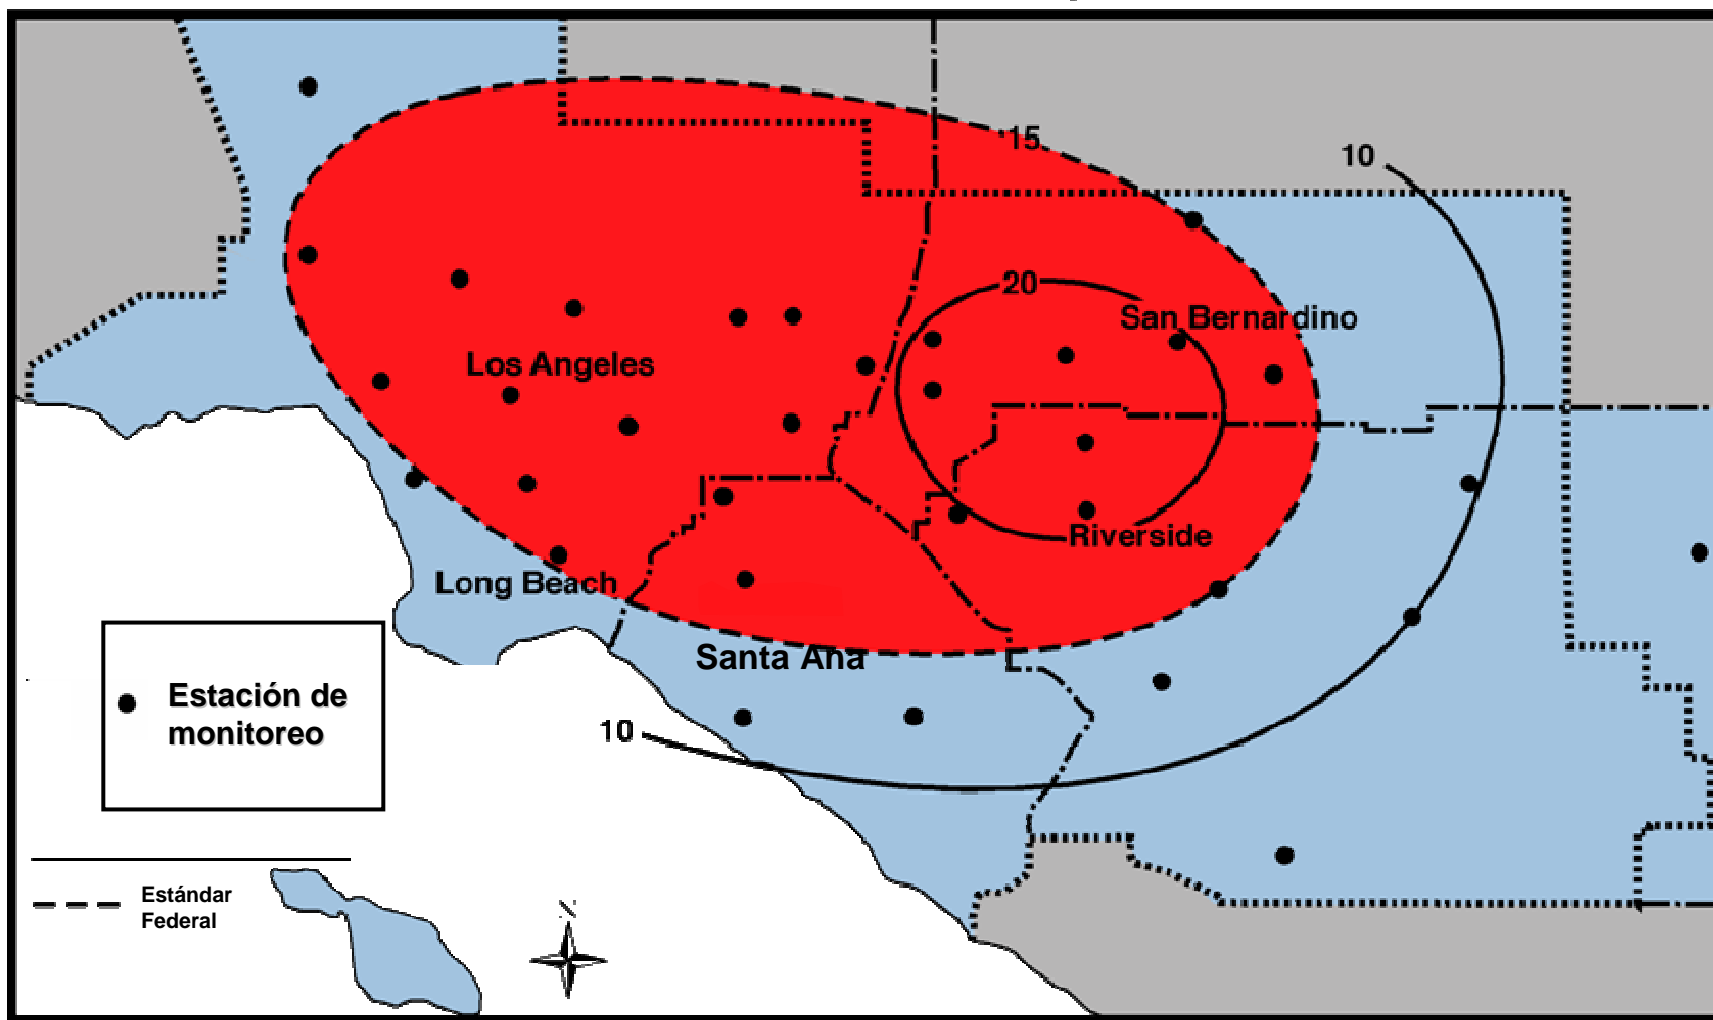 15
10
20
San Bernardino
Los Angeles
Riverside
Long Beach
Santa Ana
10
Estación de
monitoreo
Estándar
Federal